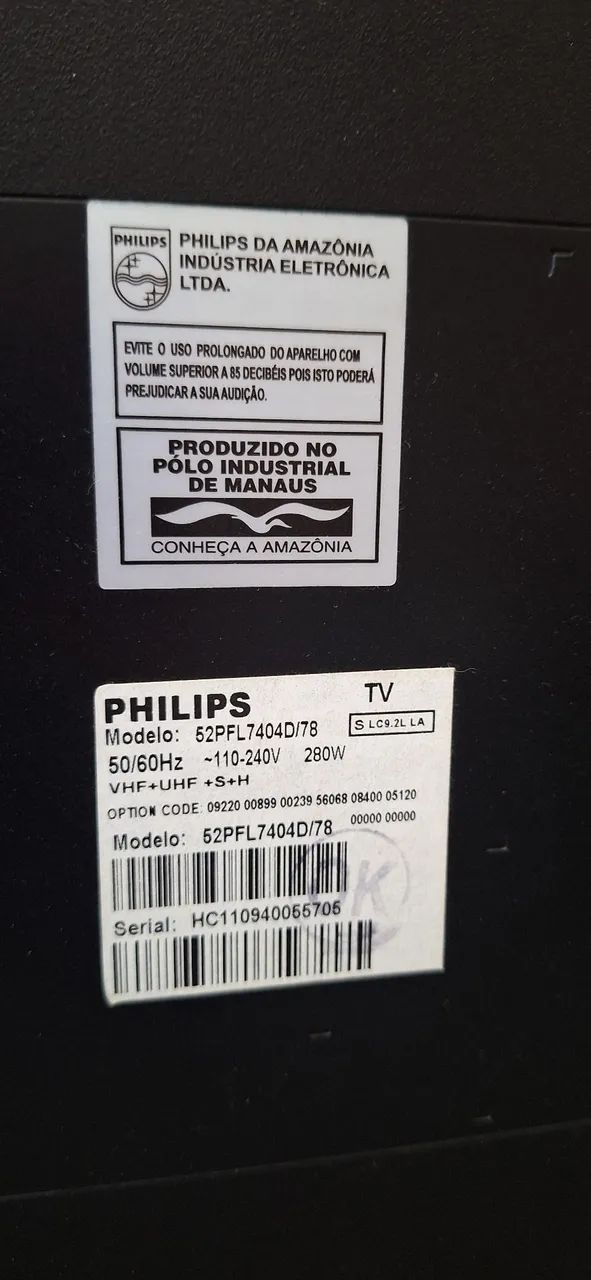 PHILIPS
PHILIPS DA AMAZÔNIA
INDÚSTRIA ELETRÔNICA
LTDA.
EVITE O USO PROLONGADO DO APARELHO COM
VOLUME SUPERIOR A 85 DECIBÉIS POIS ISTO PODERÁ
PREJUDICAR A SUA AUDIÇÃO.
PRODUZIDO NO
PÓLO INDUSTRIAL
DE MANAUS
CONHEÇA A AMAZÔNIA
PHILIPS TV
Modelo: 52PFL7404D/78 S LC9.2L LA
50/60Hz ~110-240V 280W
VHF+UHF +S+H
OPTION CODE: 09220 00899 00239 56068 08400 05120
00000 00000
Modelo: 52PFL7404D/78
OK
Serial: HC110940055705